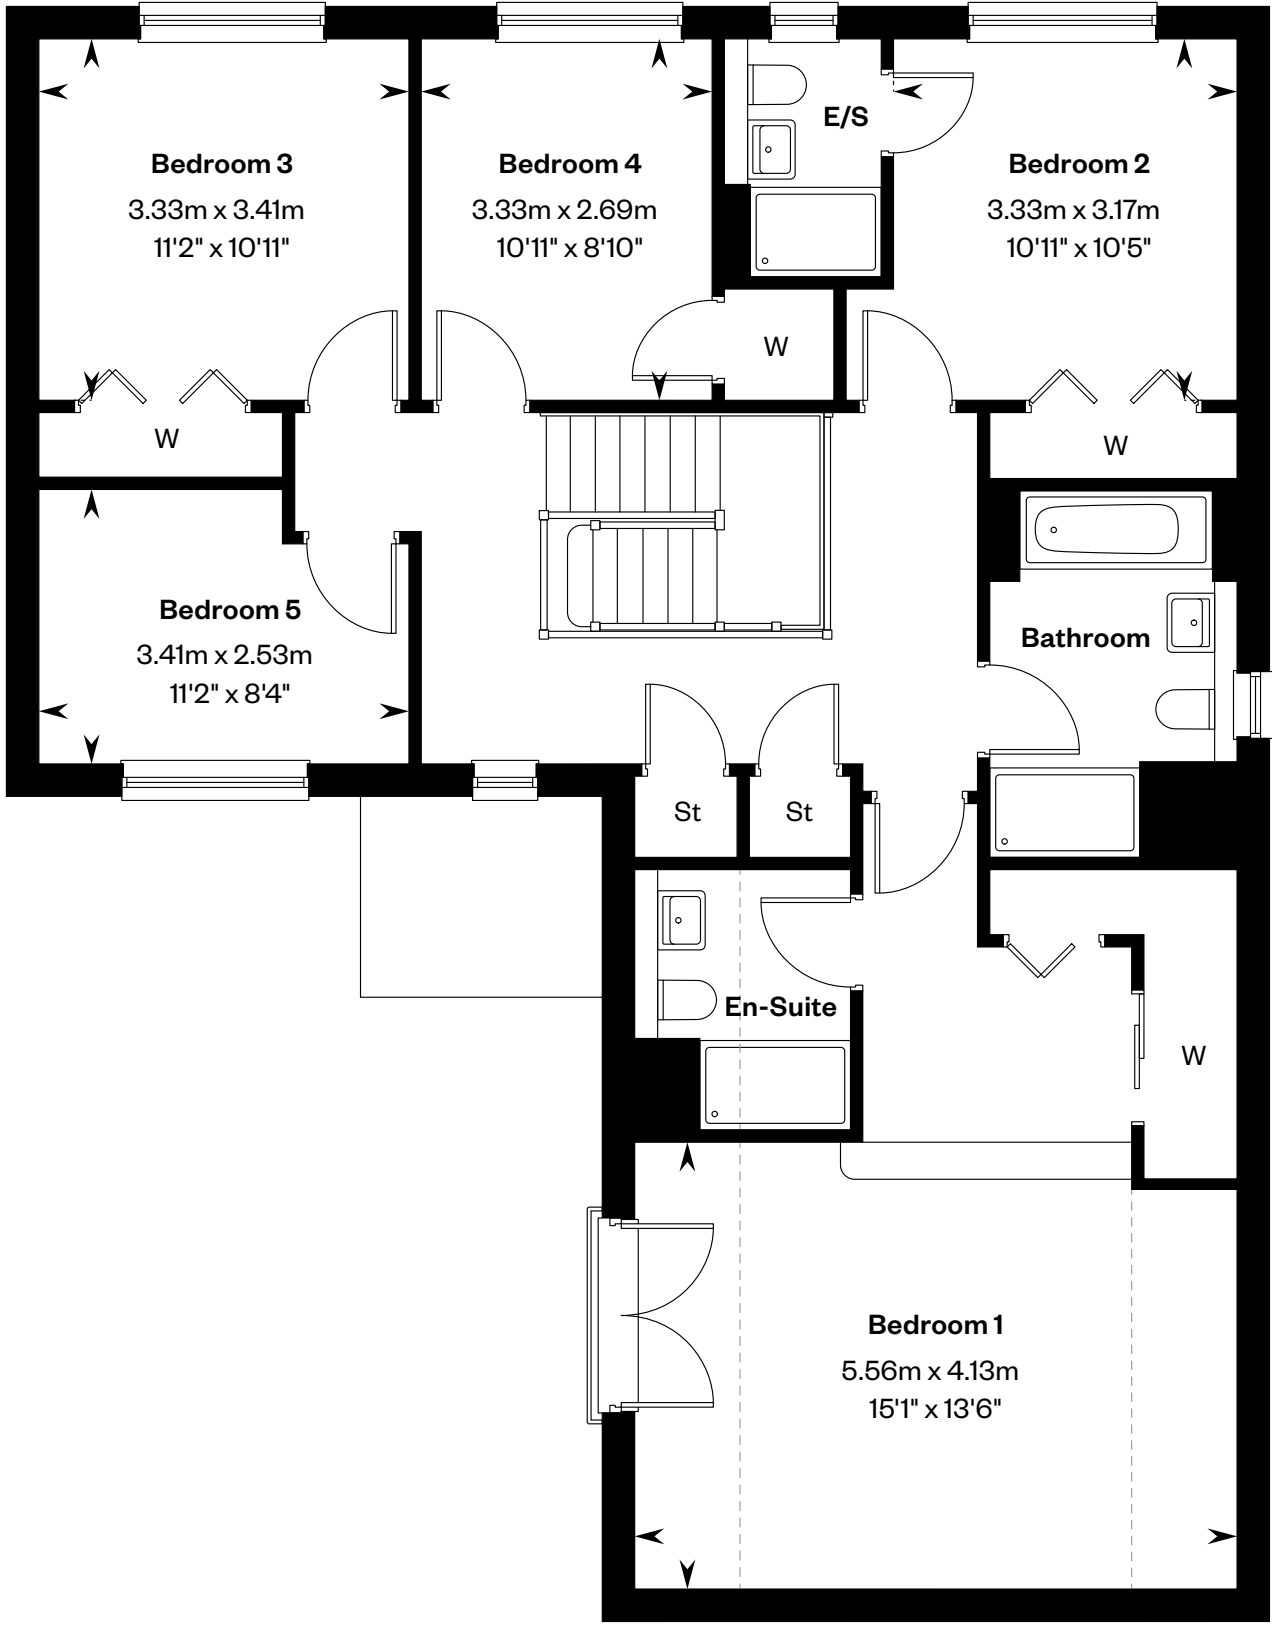 E/S
Bedroom 3
3.33m x 3.41m
11'2" x 10'11"
Bedroom 4
3.33m x 2.69m
10'11" x 8'10"
Bedroom 2
3.33m x 3.17m
10'11" x 10'5"
W
W
W
Bedroom 5
3.41m x 2.53m
11'2" x 8'4"
Bathroom
St
St
En-Suite
W
Bedroom 1
5.56m x 4.13m
15'1" x 13'6"